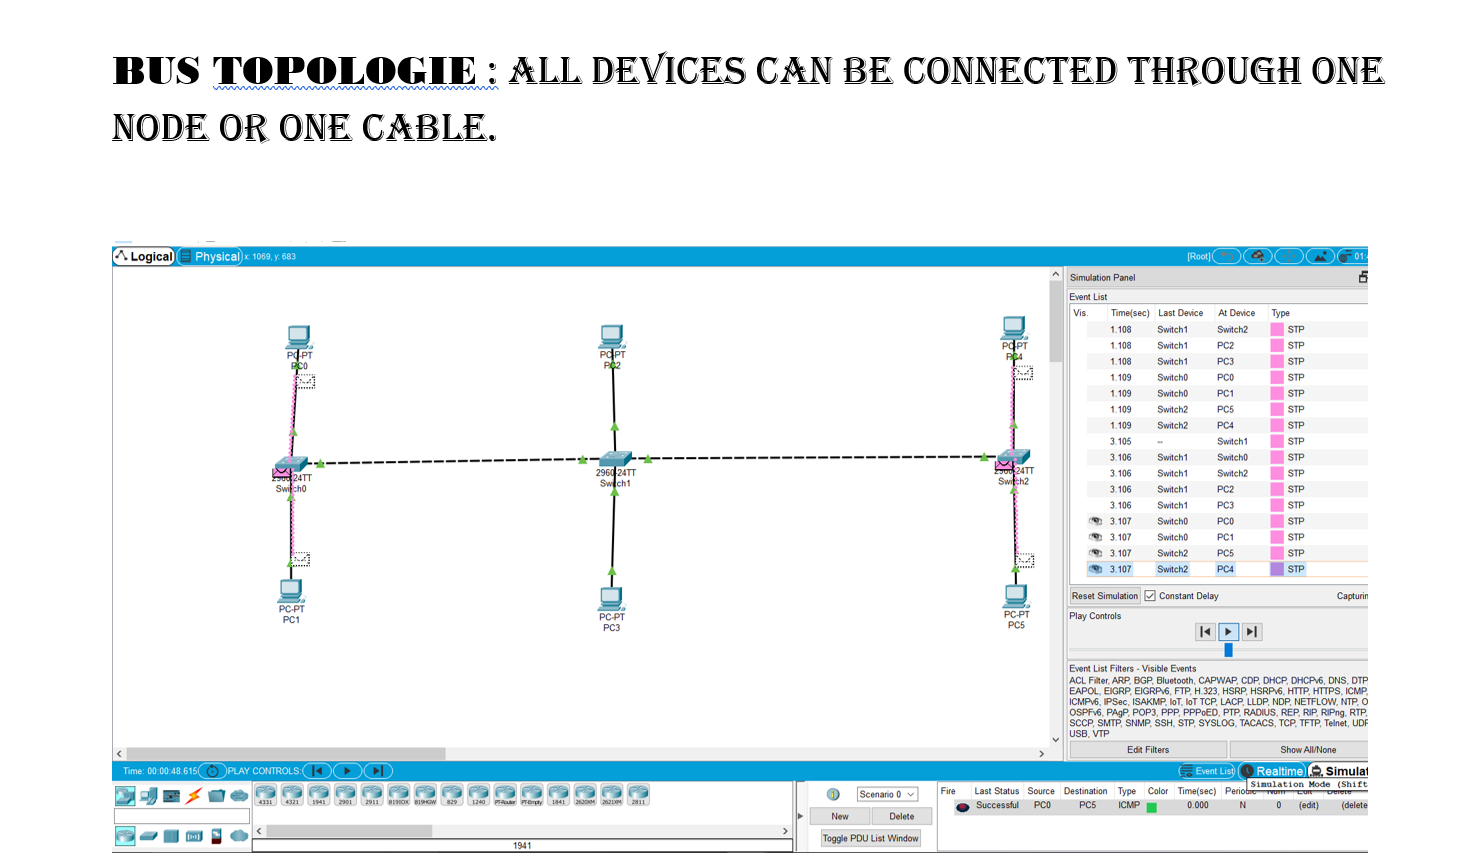 BUS TOPOLOGIE : ALL DEVICES CAN BE CONNECTED THROUGH ONE
NODE OR ONE CABLE.
Logical Physical x: 1069, y: 683 [Root]
Simulation Panel
Event List
Vis. Time(sec) Last Device At Device Type
1.108 Switch1 Switch2 STP
1.108 Switch1 PC2 STP
1.108 Switch1 PC3 STP
1.109 Switch0 PC0 STP
1.109 Switch0 PC1 STP
1.109 Switch2 PC5 STP
1.109 Switch2 PC4 STP
3.105 -- Switch1 STP
3.106 Switch1 Switch0 STP
3.106 Switch1 Switch2 STP
3.106 Switch1 PC2 STP
3.106 Switch1 PC3 STP
3.107 Switch0 PC0 STP
3.107 Switch0 PC1 STP
3.107 Switch2 PC5 STP
3.107 Switch2 PC4 STP
PC-PT
PC0
PC-PT
PC2
PC-PT
PC4
2960-24TT
Switch0
2960-24TT
Switch1
2960-24TT
Switch2
PC-PT
PC1
PC-PT
PC3
PC-PT
PC5
Reset Simulation Constant Delay Capturin
Play Controls
Event List Filters - Visible Events
ACL Filter, ARP, BGP, Bluetooth, CAPWAP, CDP, DHCP, DHCPv6, DNS, DTP
EAPOL, EIGRP, EIGRPv6, FTP, H.323, HSRP, HSRPv6, HTTP, HTTPS, ICMP,
ICMPv6, IPSec, ISAKMP, IoT, IoT TCP, LACP, LLDP, NDP, NETFLOW, NTP, O
OSPFv6, PAgP, POP3, PPP, PPPoED, PTP, RADIUS, REP, RIP, RIPng, RTP,
SCCP, SMTP, SNMP, SSH, STP, SYSLOG, TACACS, TCP, TFTP, Telnet, UDP
USB, VTP
Edit Filters Show All/None
Time: 00:00:48.615 PLAY CONTROLS: Event List Realtime Simulat
Simulation Mode (Shift
4331 4321 1941 2901 2911 819IOX 819HGW 829 1240 PT-Router PT-Empty 1841 2620XM 2621XM 2811
1941
Scenario 0
New Delete
Toggle PDU List Window
Fire Last Status Source Destination Type Color Time(sec) Periodic
Successful PC0 PC5 ICMP 0.000 N 0 (edit) (delete